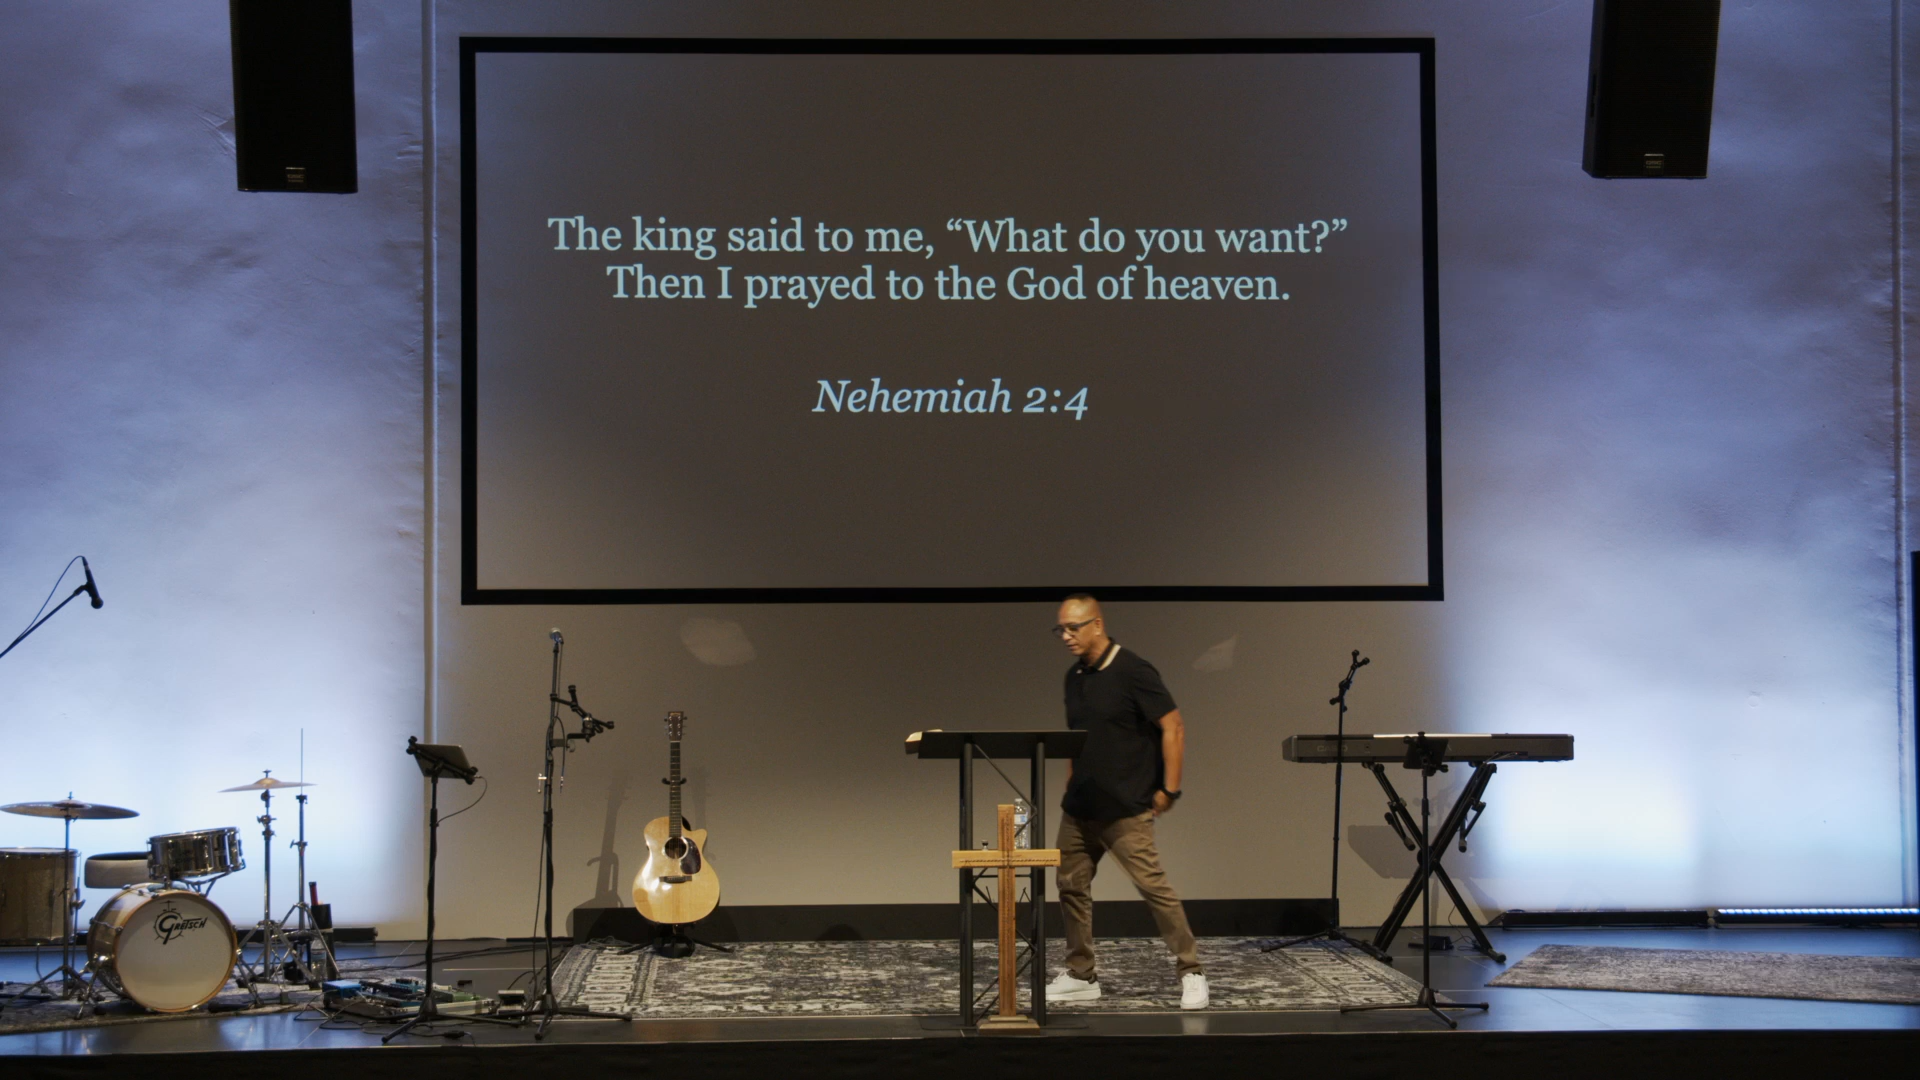 The king said to me, “What do you want?”
Then I prayed to the God of heaven.
Nehemiah 2:4
GRETSCH